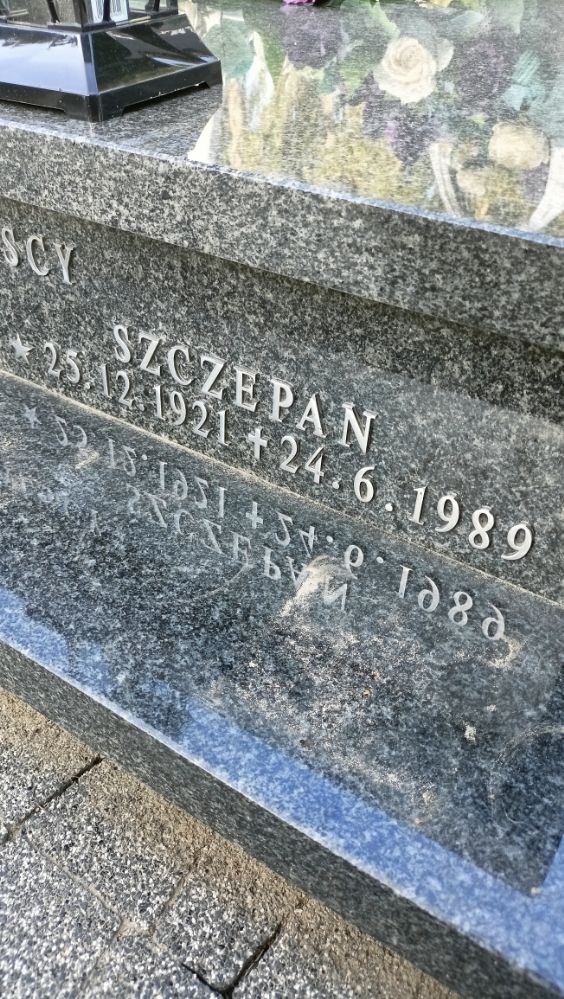 SCY
SZCZEPAN
★ 25.12.1921 ✝ 24.6.1989